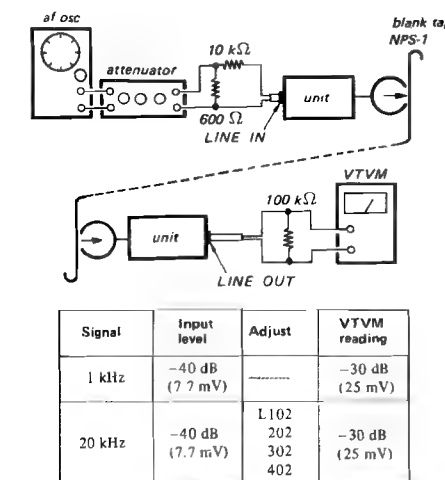 af osc
attenuator
10 kΩ
600 Ω
LINE IN
unit
blank ta
NPS-1
unit
LINE OUT
100 kΩ
VTVM
Signal Input level Adjust VTVM reading
1 kHz −40 dB (7 7 mV) —— −30 dB (25 mV)
20 kHz −40 dB (7.7 mV) L102 202 302 402 −30 dB (25 mV)